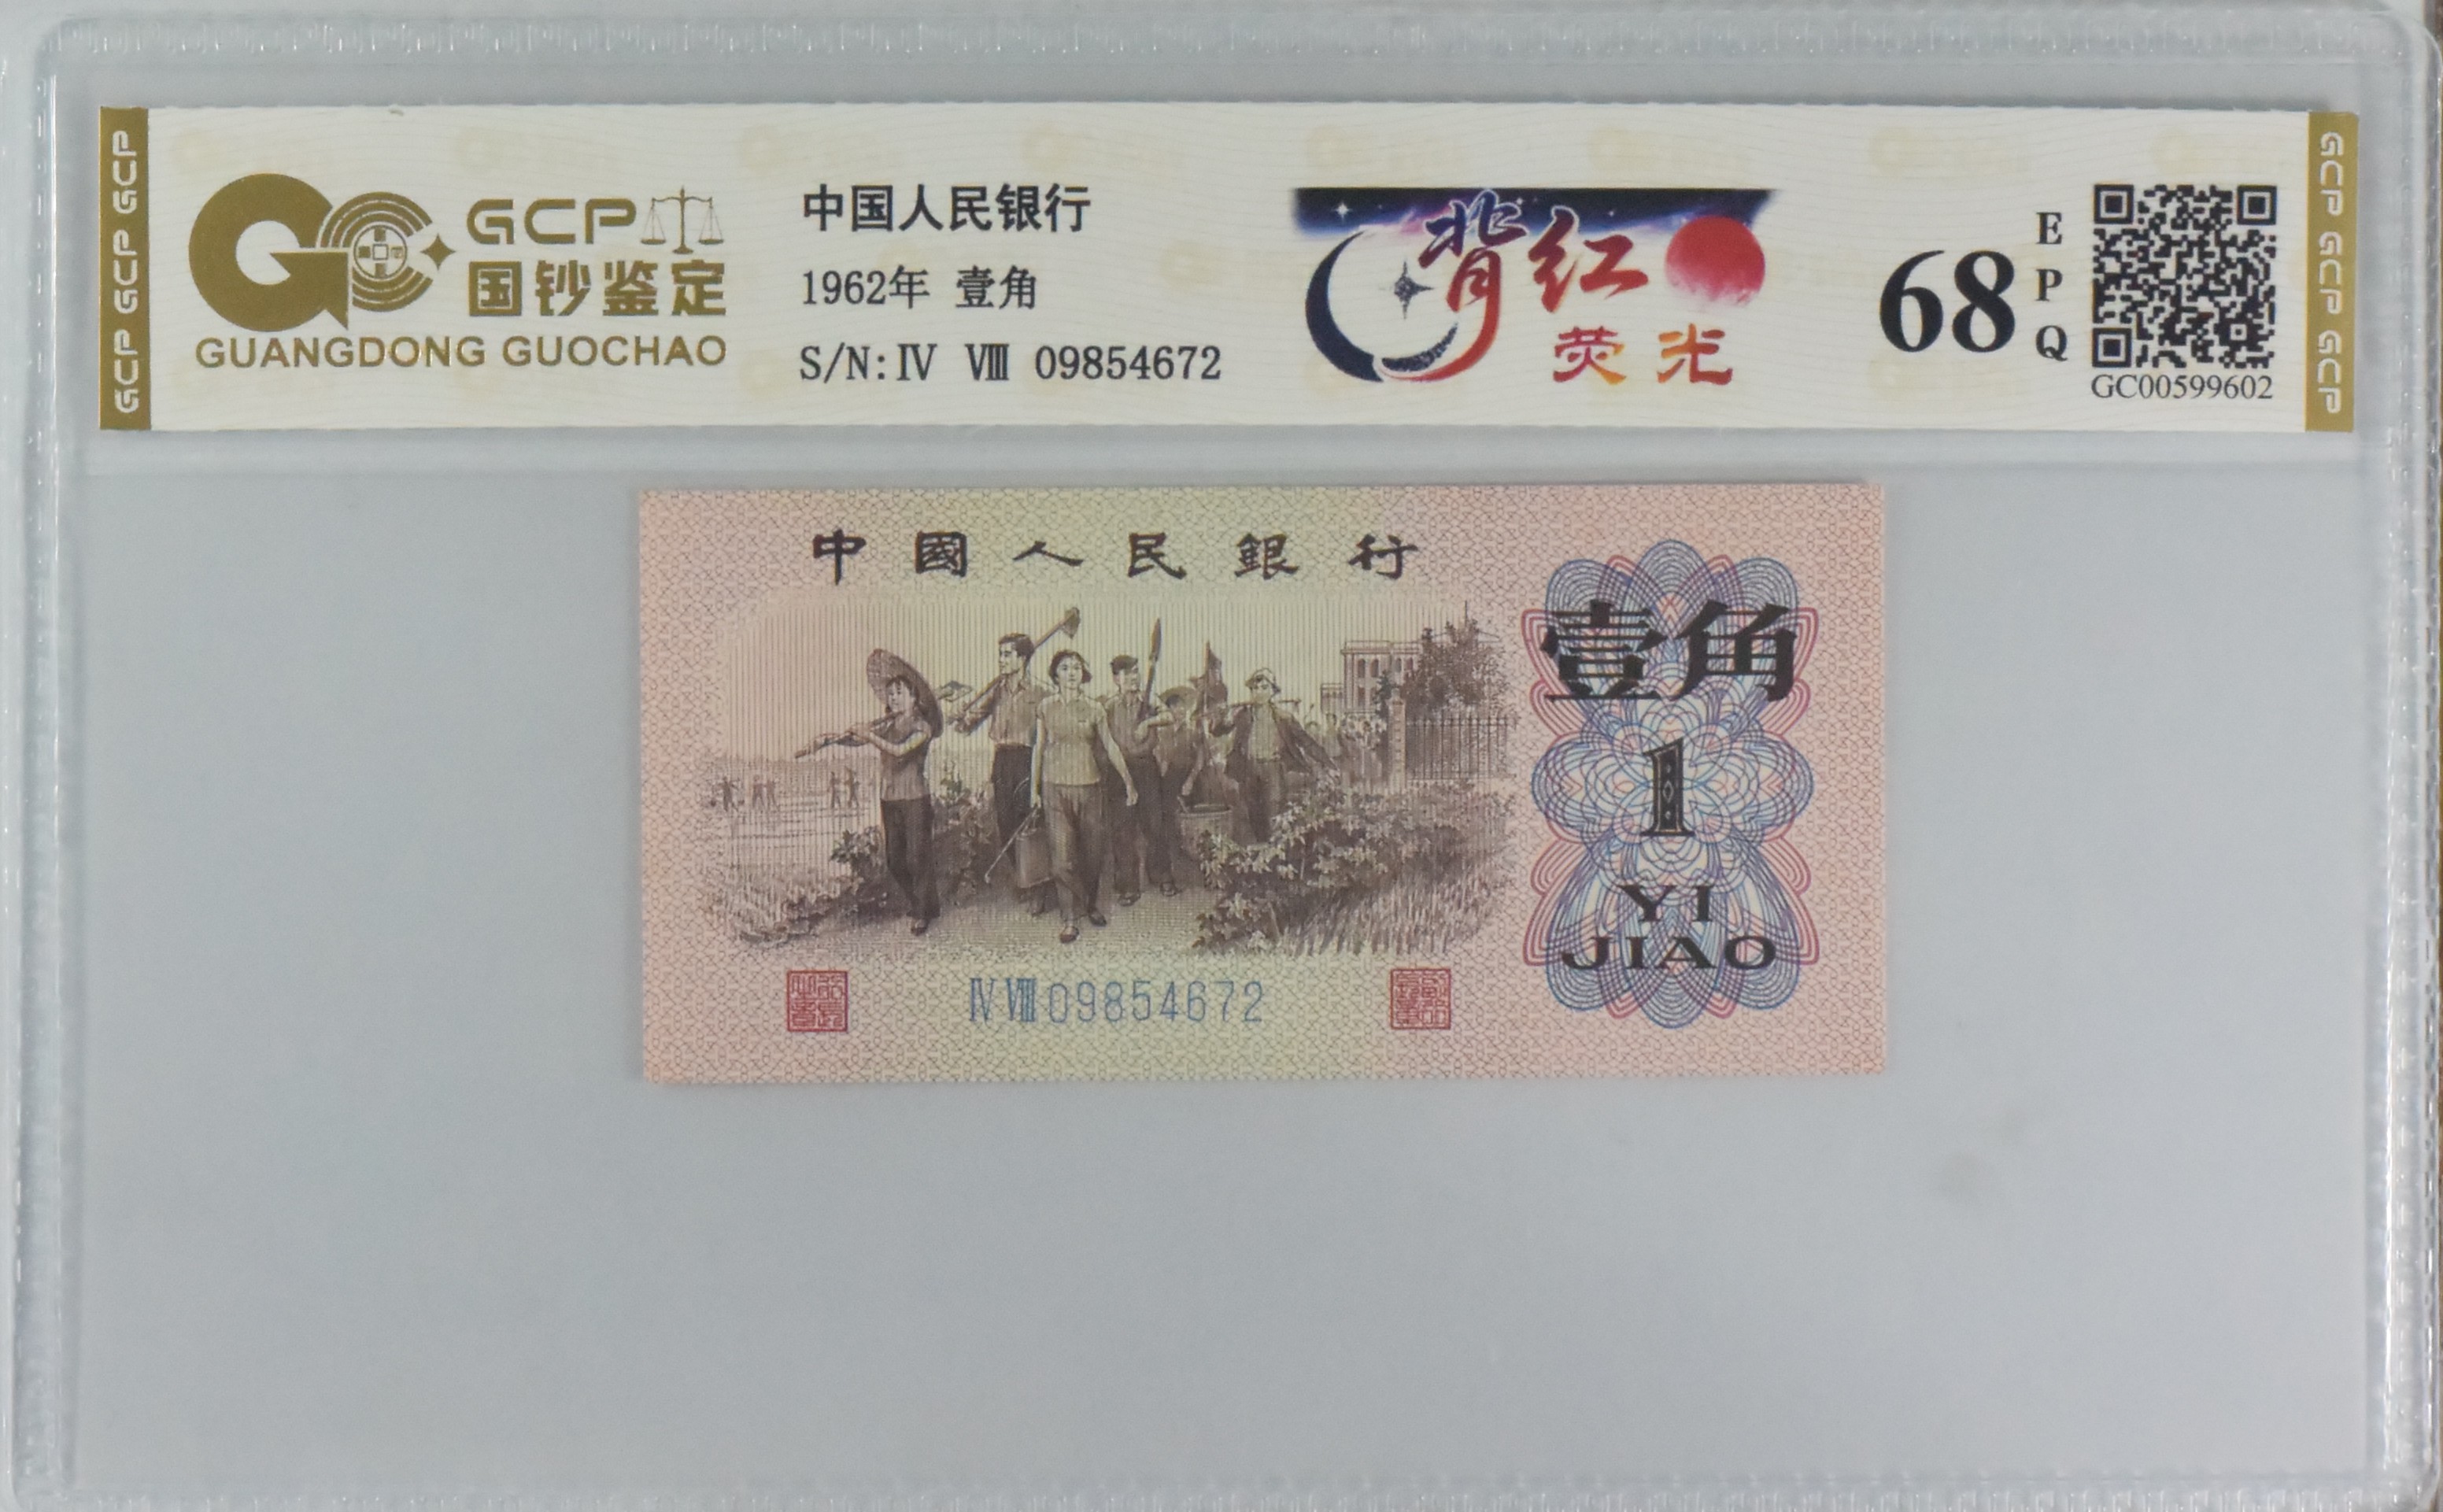 GCP GCP GCP
GCP
国钞鉴定
GUANGDONG GUOCHAO
中国人民银行
1962年 壹角
S/N: Ⅳ Ⅷ 09854672
背红
荧光
68
E
P
Q
GC00599602
GCP GCP GCP
中國人民銀行
壹角
1
YI
JIAO
Ⅳ Ⅷ 09854672